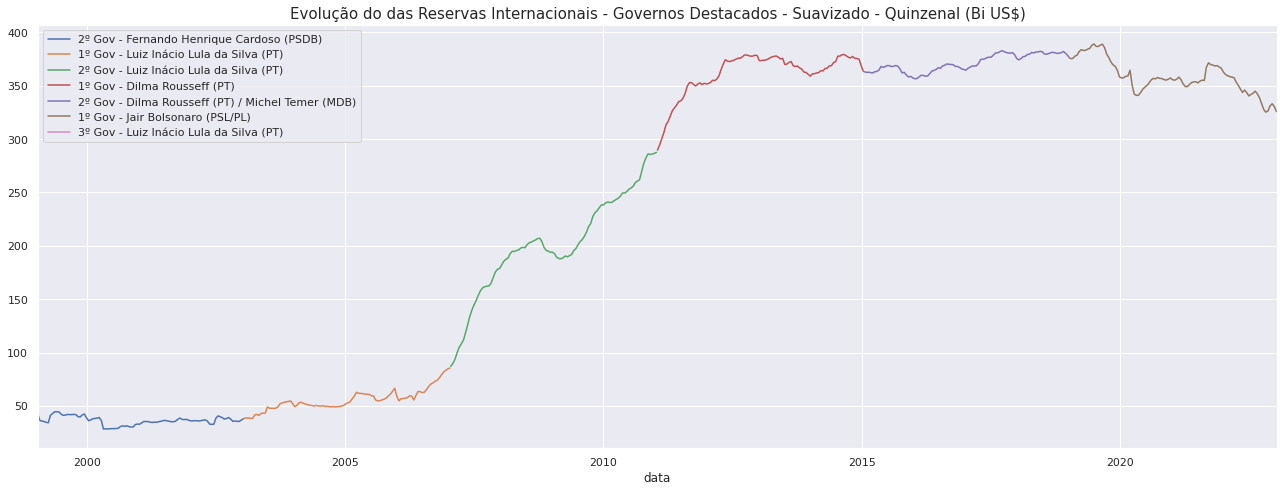 Evolução do das Reservas Internacionais - Governos Destacados - Suavizado - Quinzenal (Bi US$)
400
350
300
250
200
150
100
50
2º Gov - Fernando Henrique Cardoso (PSDB)
1º Gov - Luiz Inácio Lula da Silva (PT)
2º Gov - Luiz Inácio Lula da Silva (PT)
1º Gov - Dilma Rousseff (PT)
2º Gov - Dilma Rousseff (PT) / Michel Temer (MDB)
1º Gov - Jair Bolsonaro (PSL/PL)
3º Gov - Luiz Inácio Lula da Silva (PT)
2000 2005 2010 2015 2020
data